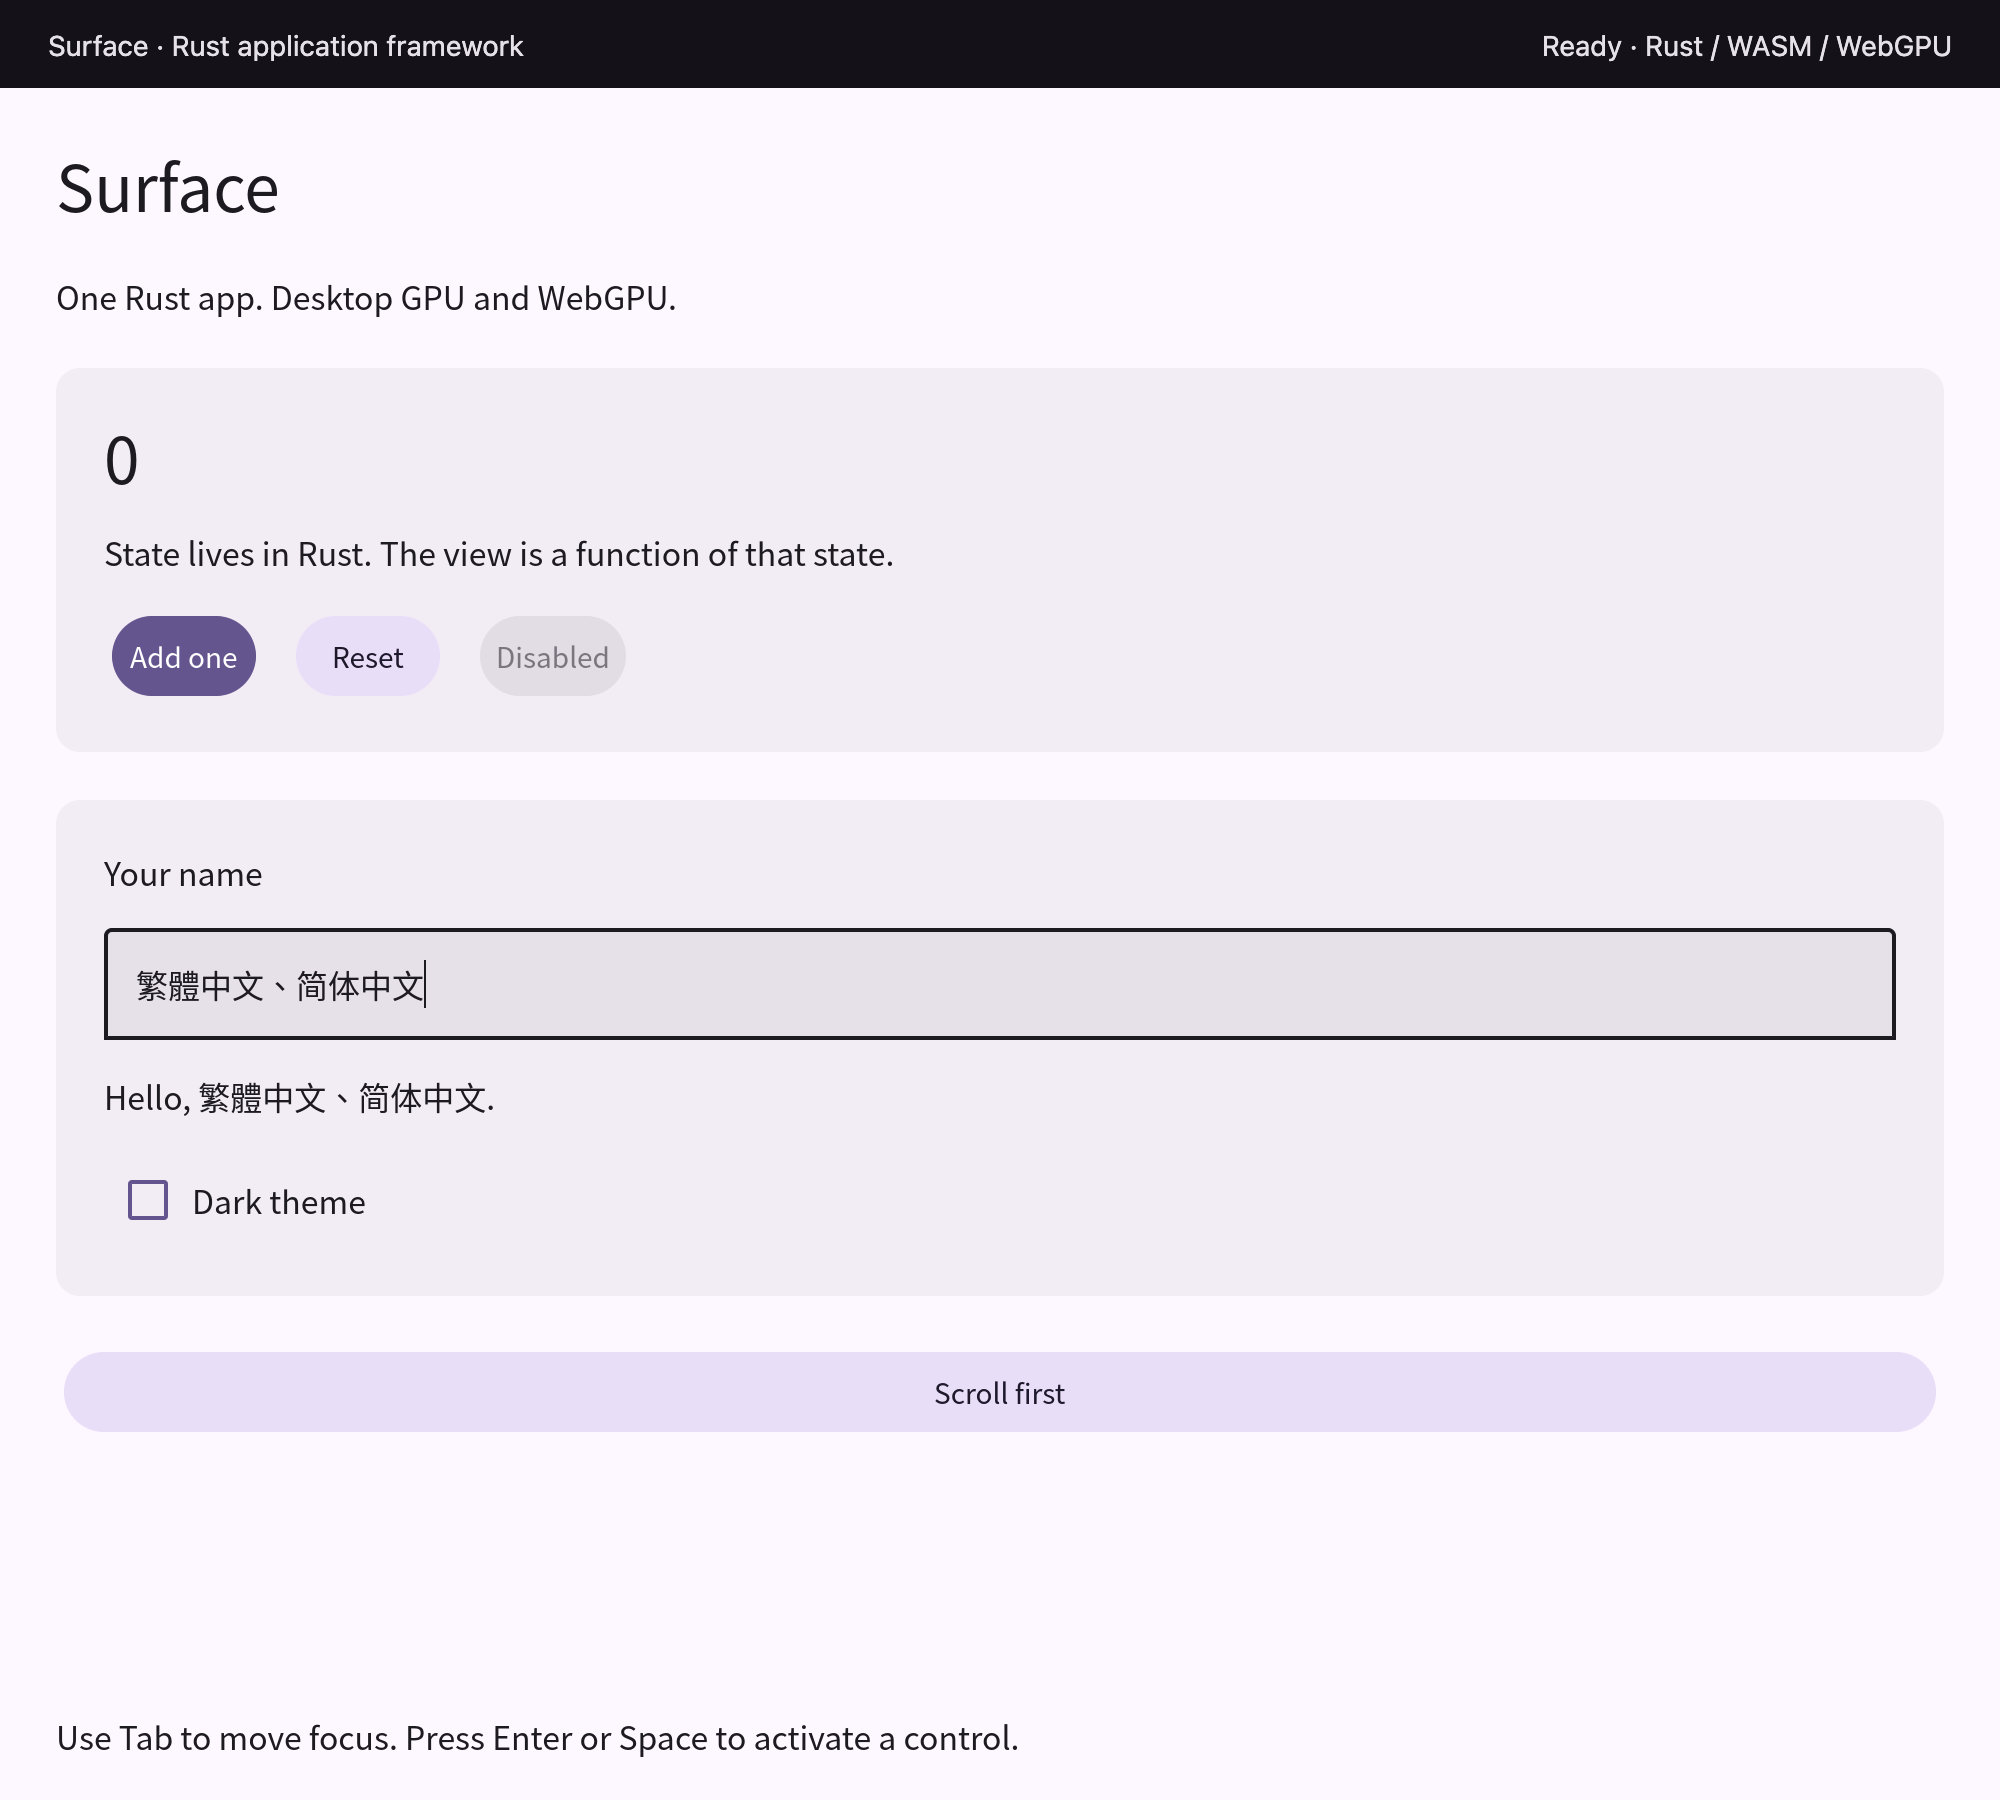 Surface · Rust application framework
Ready · Rust / WASM / WebGPU
Surface
One Rust app. Desktop GPU and WebGPU.
0
State lives in Rust. The view is a function of that state.
Add one
Reset
Disabled
Your name
繁體中文、简体中文
Hello, 繁體中文、简体中文.
Dark theme
Scroll first
Use Tab to move focus. Press Enter or Space to activate a control.